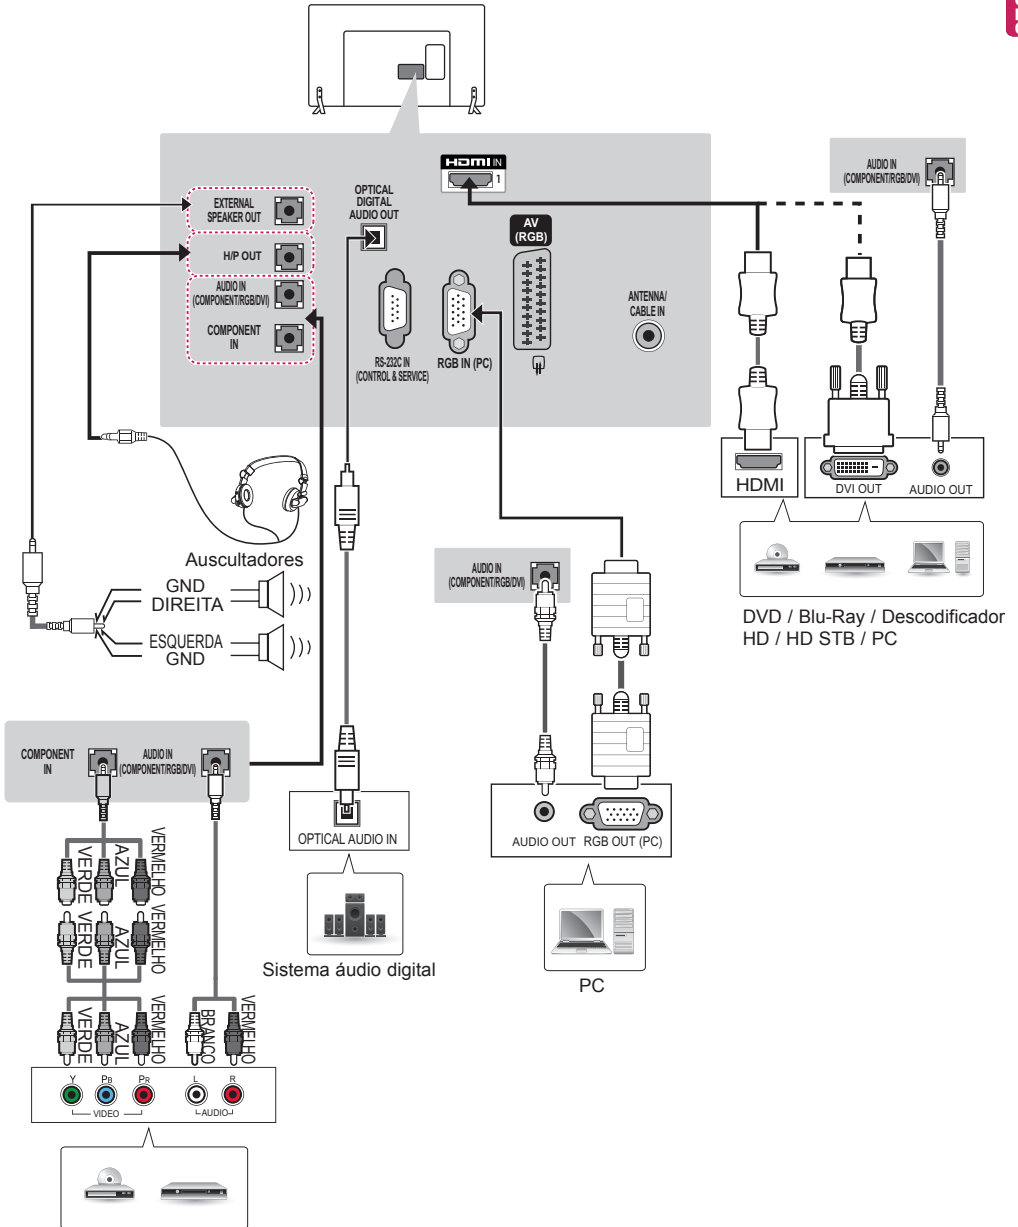 HDMI IN
1
AUDIO IN
(COMPONENT/RGB/DVI)
EXTERNAL
SPEAKER OUT
OPTICAL
DIGITAL
AUDIO OUT
AV
(RGB)
H/P OUT
AUDIO IN
(COMPONENT/RGB/DVI)
COMPONENT
IN
ANTENNA/
CABLE IN
RS-232C IN
(CONTROL & SERVICE)
RGB IN (PC)
HDMI
DVI OUT
AUDIO OUT
Auscultadores
GND
DIREITA
ESQUERDA
GND
AUDIO IN
(COMPONENT/RGB/DVI)
DVD / Blu-Ray / Descodificador
HD / HD STB / PC
COMPONENT
IN
AUDIO IN
(COMPONENT/RGB/DVI)
OPTICAL AUDIO IN
AUDIO OUT
RGB OUT (PC)
VERDE
AZUL
VERMELHO
VERDE
AZUL
VERMELHO
Sistema áudio digital
PC
VERDE
AZUL
VERMELHO
BRANCO
VERMELHO
Y
PB
PR
L
R
VIDEO
AUDIO